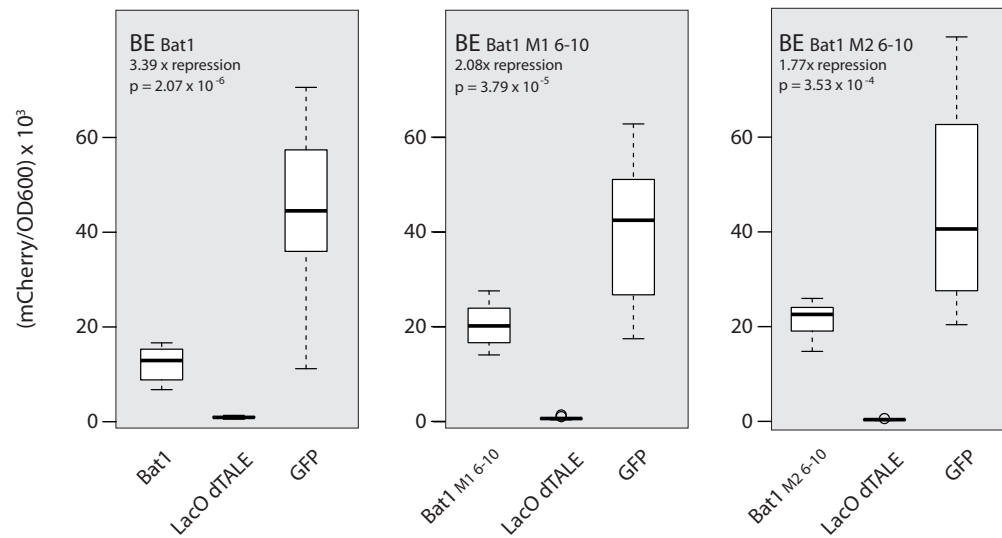 (mCherry/OD600) x 10³
BE Bat1
3.39 x repression
p = 2.07 x 10⁻⁶
60
40
20
0
Bat1
LacO dTALE
GFP
BE Bat1 M1 6-10
2.08x repression
p = 3.79 x 10⁻⁵
60
40
20
0
Bat1 M1 6-10
LacO dTALE
GFP
BE Bat1 M2 6-10
1.77x repression
p = 3.53 x 10⁻⁴
60
40
20
0
Bat1 M2 6-10
LacO dTALE
GFP